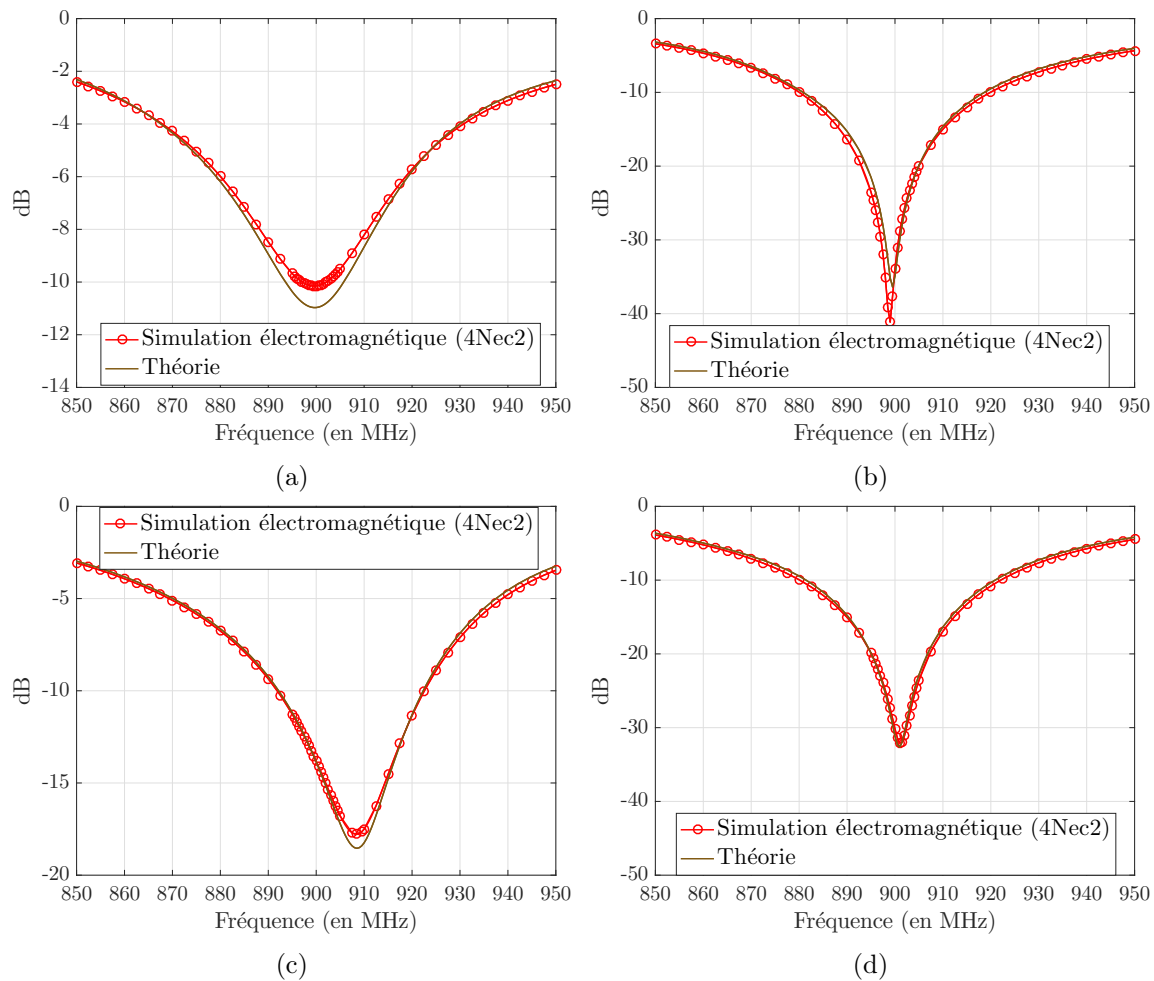 0
-2
-4
-6
-8
-10
-12
-14
dB
Simulation électromagnétique (4Nec2)
Théorie
850 860 870 880 890 900 910 920 930 940 950
Fréquence (en MHz)
(a)
0
-10
-20
-30
-40
-50
dB
Simulation électromagnétique (4Nec2)
Théorie
850 860 870 880 890 900 910 920 930 940 950
Fréquence (en MHz)
(b)
0
-5
-10
-15
-20
dB
Simulation électromagnétique (4Nec2)
Théorie
850 860 870 880 890 900 910 920 930 940 950
Fréquence (en MHz)
(c)
0
-10
-20
-30
-40
-50
dB
Simulation électromagnétique (4Nec2)
Théorie
850 860 870 880 890 900 910 920 930 940 950
Fréquence (en MHz)
(d)